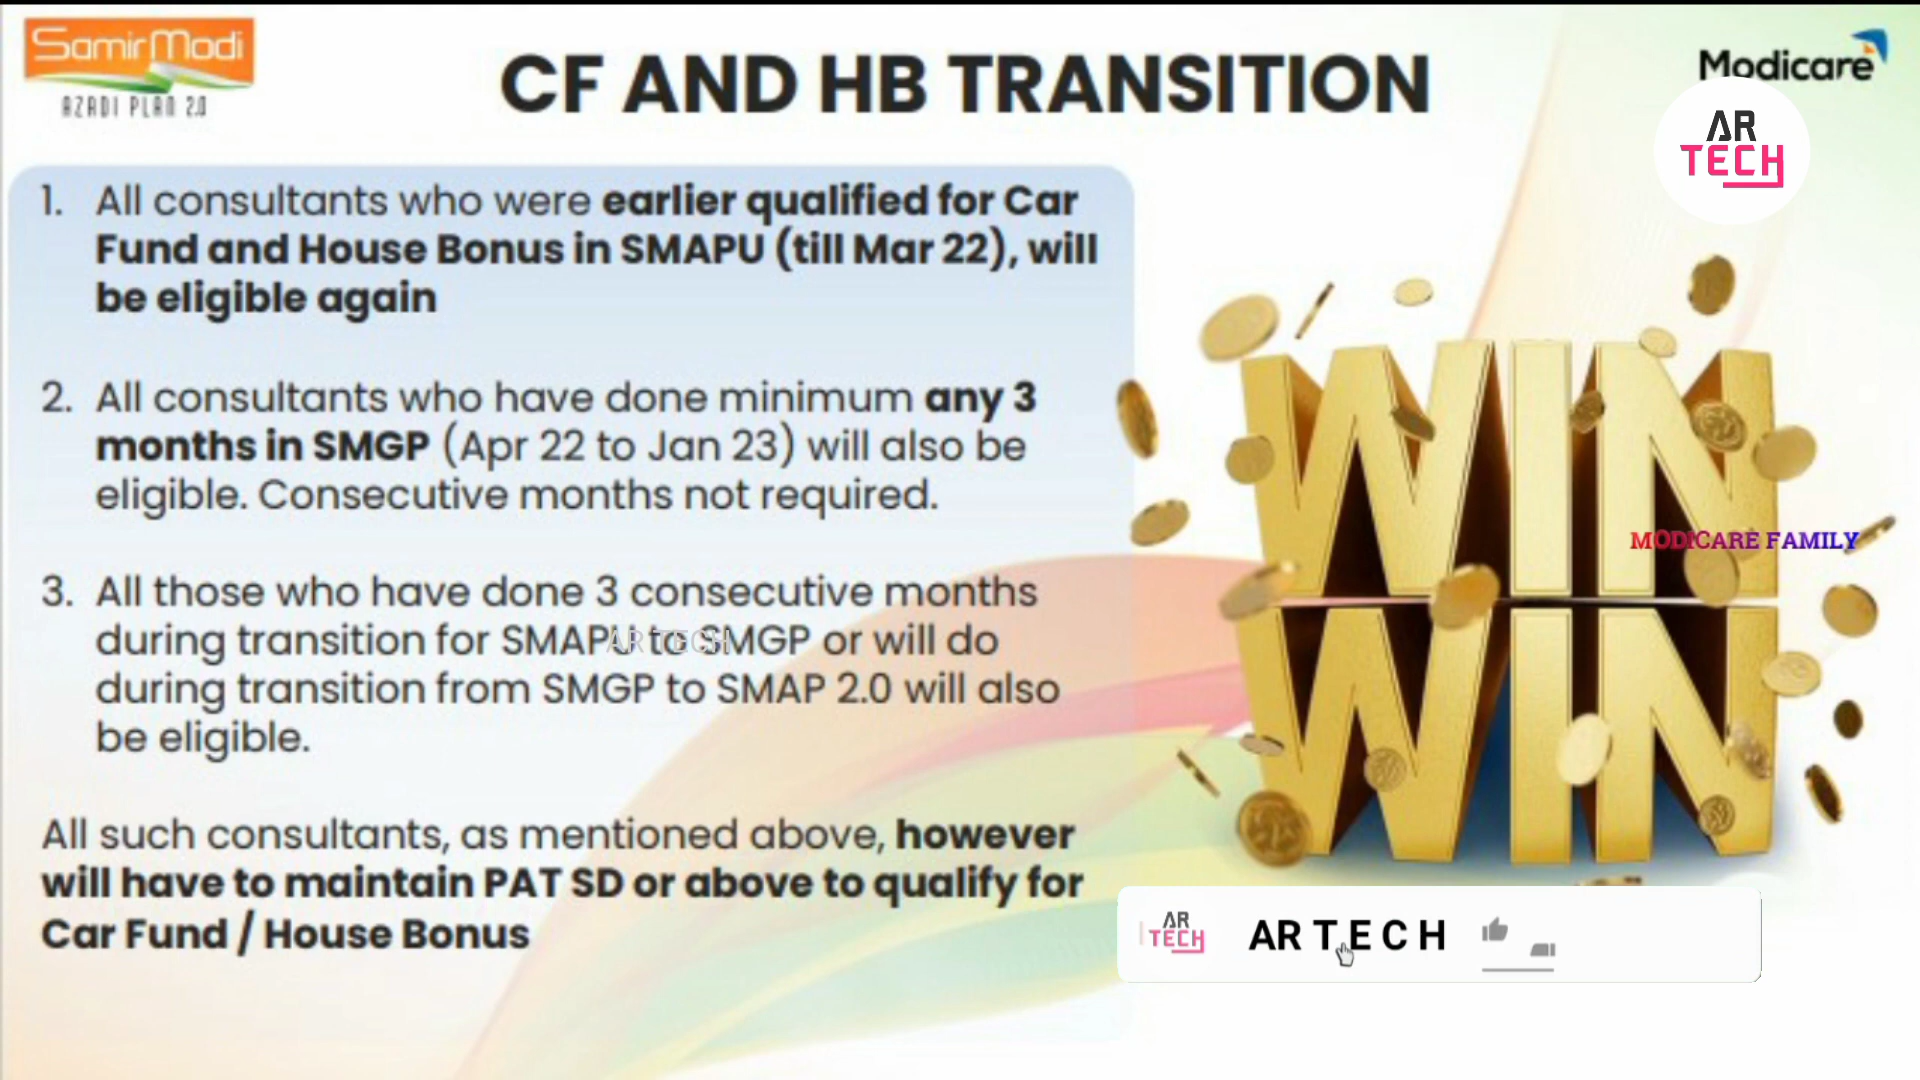 SamirModi
AZADI PLAN 2.0
CF AND HB TRANSITION
Modicare
AR
TECH
1. All consultants who were earlier qualified for Car
Fund and House Bonus in SMAPU (till Mar 22), will
be eligible again
2. All consultants who have done minimum any 3
months in SMGP (Apr 22 to Jan 23) will also be
eligible. Consecutive months not required.
3. All those who have done 3 consecutive months
during transition for SMAPU to SMGP or will do
during transition from SMGP to SMAP 2.0 will also
be eligible.
AR TECH
All such consultants, as mentioned above, however
will have to maintain PAT SD or above to qualify for
Car Fund / House Bonus
WIN
WIN
MODICARE FAMILY
AR
TECH
AR TECH